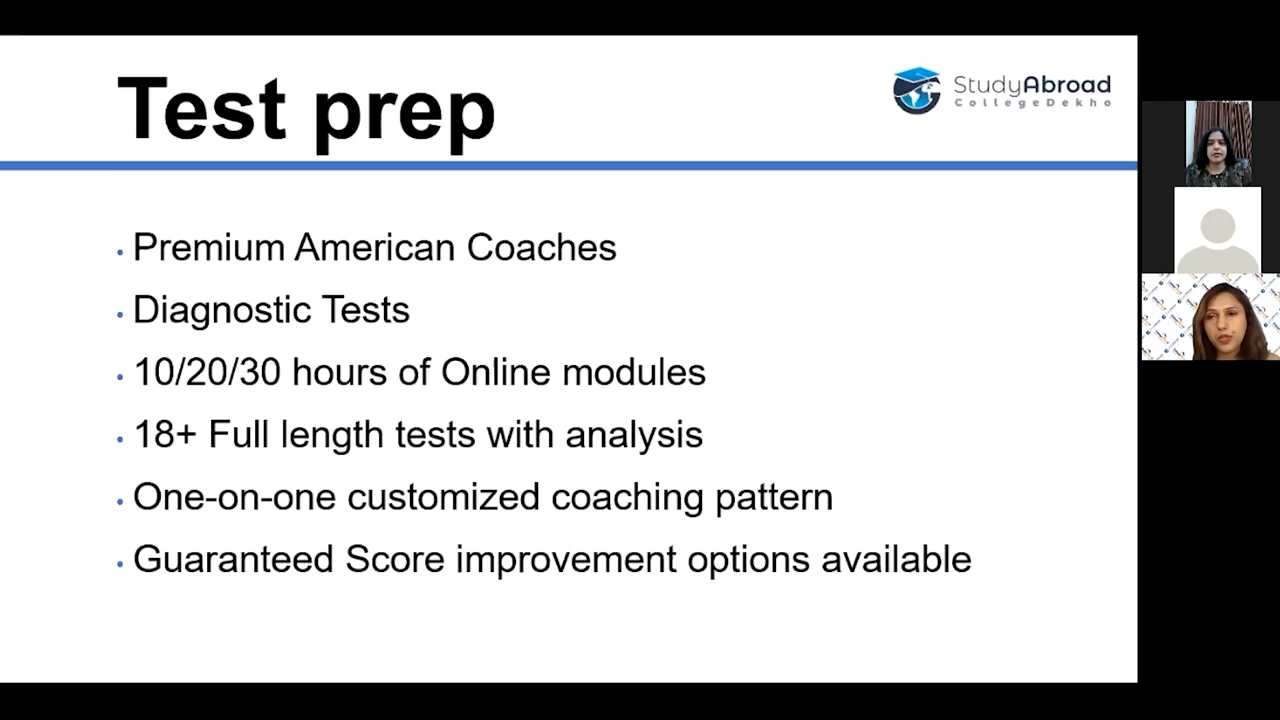 Test prep
StudyAbroad
CollegeDekho
Premium American Coaches
Diagnostic Tests
10/20/30 hours of Online modules
18+ Full length tests with analysis
One-on-one customized coaching pattern
Guaranteed Score improvement options available